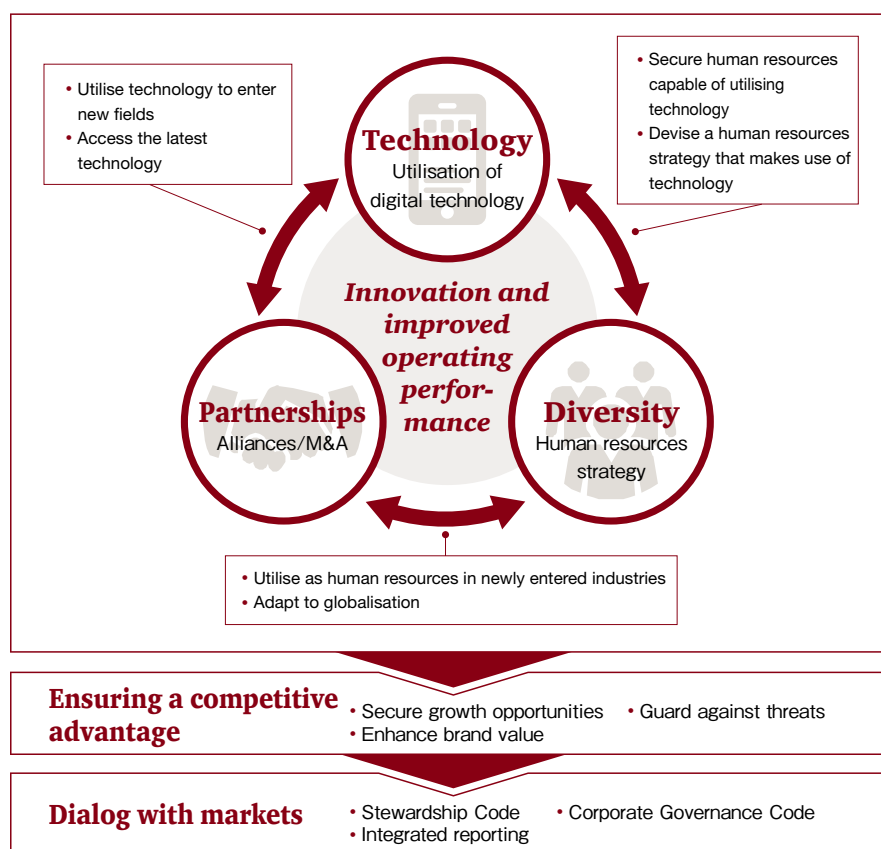 • Utilise technology to enter
new fields
• Access the latest
technology
• Secure human resources
capable of utilising
technology
• Devise a human resources
strategy that makes use of
technology
Technology
Utilisation of
digital technology
Innovation and
improved
operating
perfor-
mance
Partnerships
Alliances/M&A
Diversity
Human resources
strategy
• Utilise as human resources in newly entered industries
• Adapt to globalisation
Ensuring a competitive
advantage
• Secure growth opportunities
• Guard against threats
• Enhance brand value
Dialog with markets
• Stewardship Code
• Corporate Governance Code
• Integrated reporting